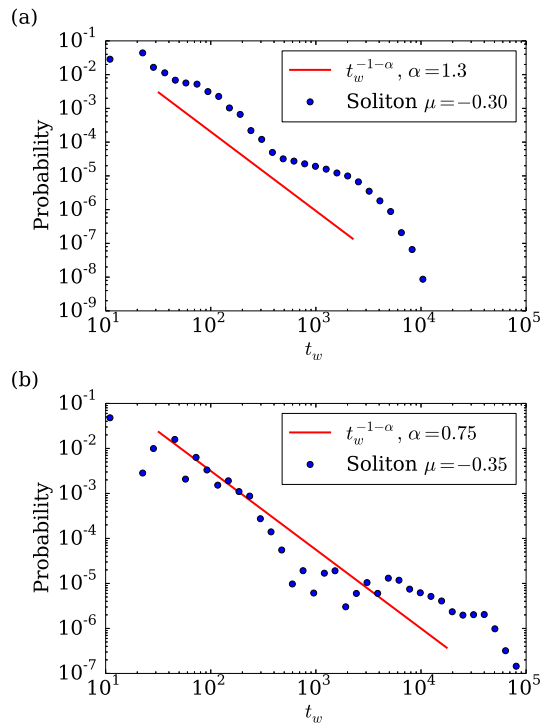 (a)
10^-1
10^-2
10^-3
10^-4
10^-5
10^-6
10^-7
10^-8
10^-9
Probability
t_w^{-1-α}, α=1.3
Soliton μ=−0.30
10^1 10^2 10^3 10^4 10^5
t_w
(b)
10^-1
10^-2
10^-3
10^-4
10^-5
10^-6
10^-7
Probability
t_w^{-1-α}, α=0.75
Soliton μ=−0.35
10^1 10^2 10^3 10^4 10^5
t_w